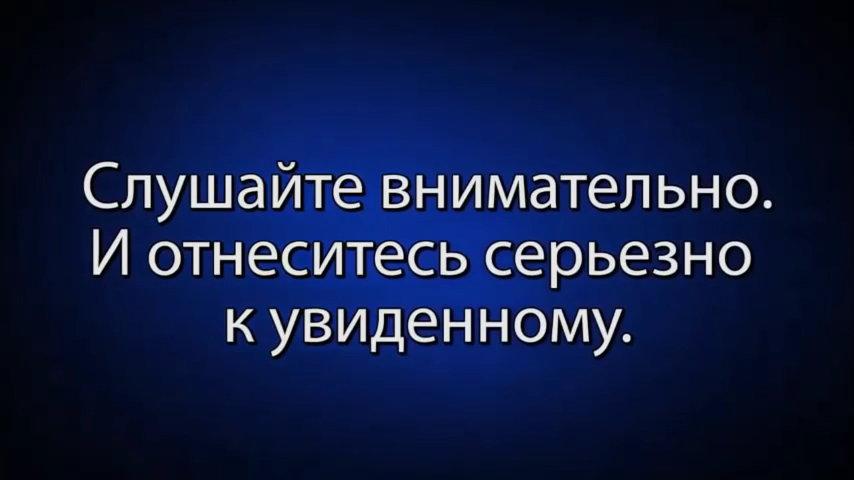 Слушайте внимательно.
И отнеситесь серьезно
к увиденному.